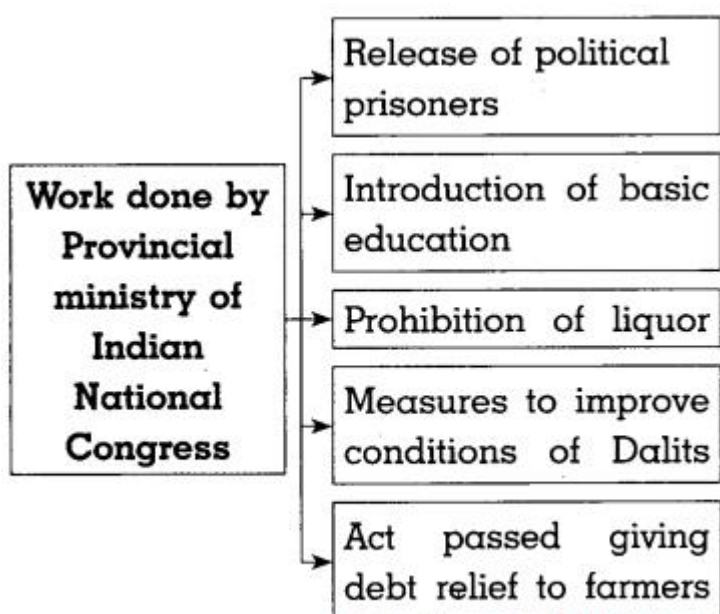 Work done by
Provincial
ministry of
Indian
National
Congress
Release of political
prisoners
Introduction of basic
education
Prohibition of liquor
Measures to improve
conditions of Dalits
Act passed giving
debt relief to farmers